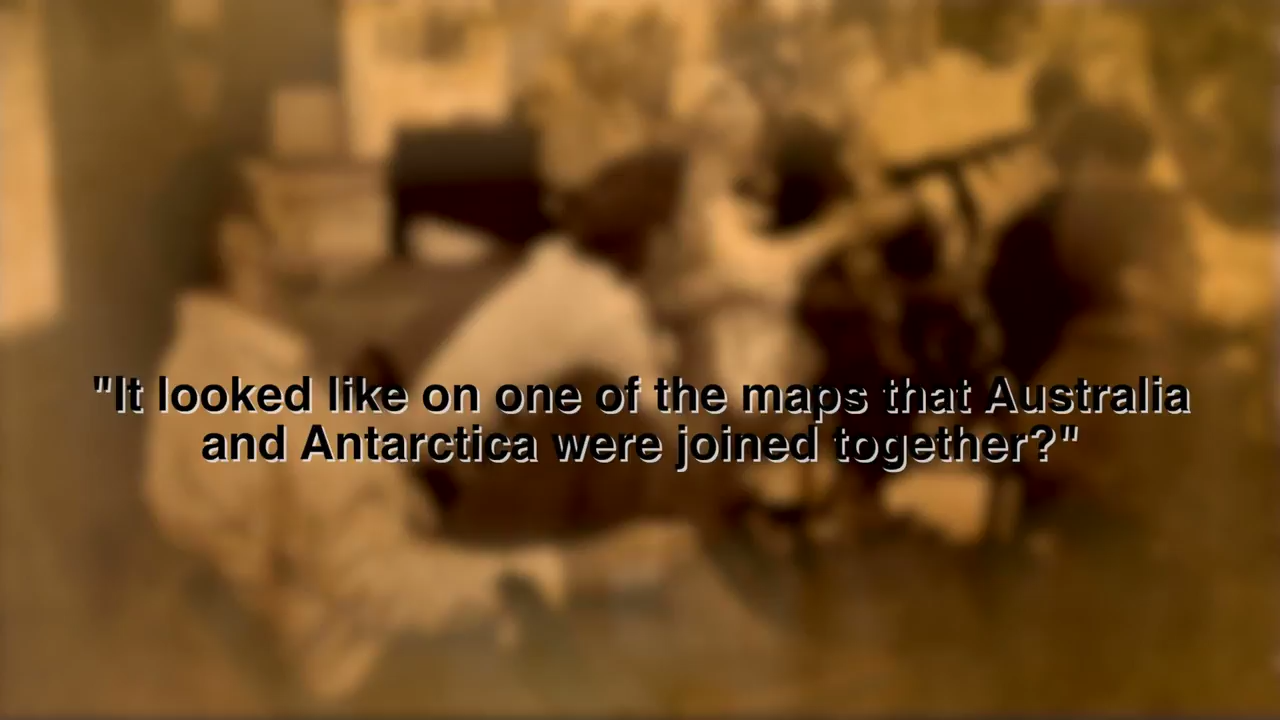 "It looked like on one of the maps that Australia
and Antarctica were joined together?"